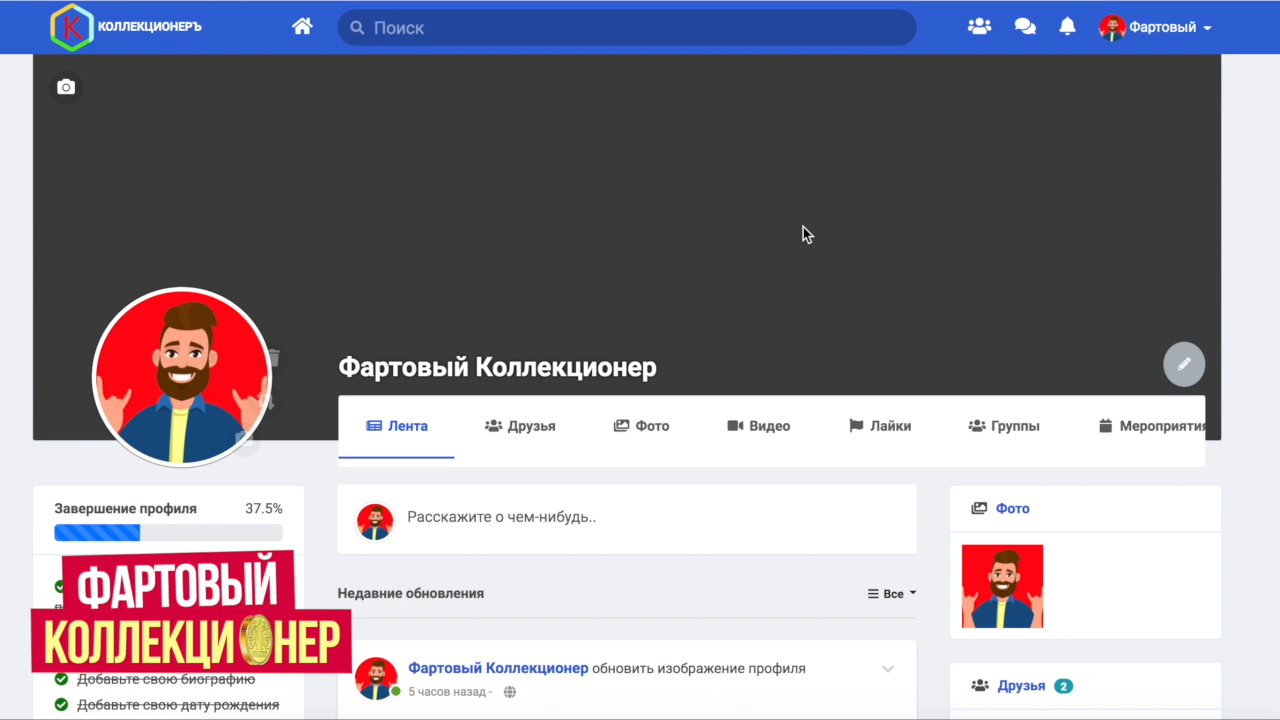 КОЛЛЕКЦИОНЕРЪ
Поиск
Фартовый
Фартовый Коллекционер
Лента
Друзья
Фото
Видео
Лайки
Группы
Мероприятия
Завершение профиля 37.5%
Расскажите о чем-нибудь..
Фото
ФАРТОВЫЙ
КОЛЛЕКЦИОНЕР
Недавние обновления
Все
Фартовый Коллекционер обновить изображение профиля
5 часов назад -
Добавьте свою биографию
Добавьте свою дату рождения
Друзья 2